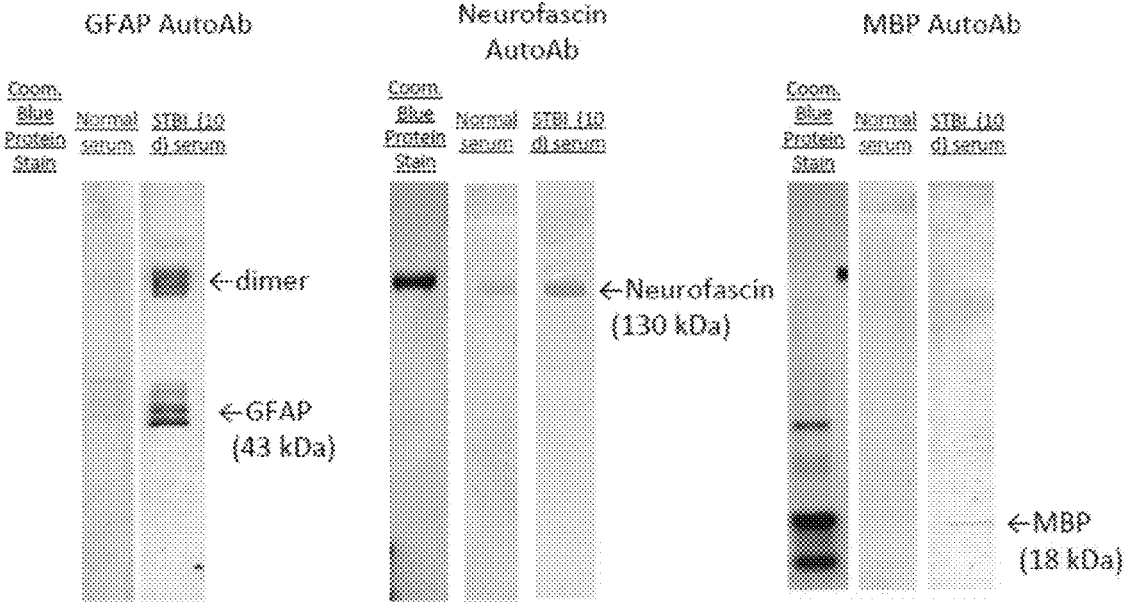 GFAP AutoAb
Coom.
Blue
Protein
Stain
Normal
serum
STBI (10
d) serum
←dimer
←GFAP
(43 kDa)
Neurofascin
AutoAb
Coom.
Blue
Protein
Stain
Normal
serum
STBI (10
d) serum
←Neurofascin
(130 kDa)
MBP AutoAb
Coom.
Blue
Protein
Stain
Normal
serum
STBI (10
d) serum
←MBP
(18 kDa)